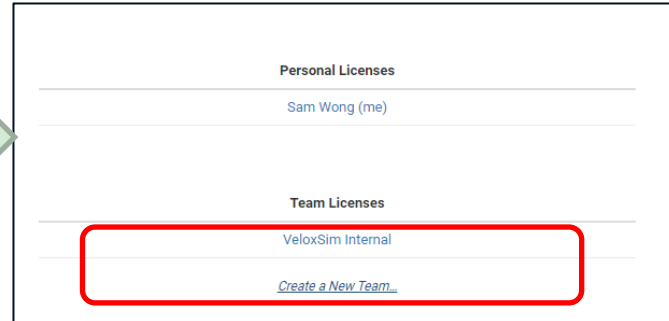 Personal Licenses
Sam Wong (me)
Team Licenses
VeloxSim Internal
Create a New Team...